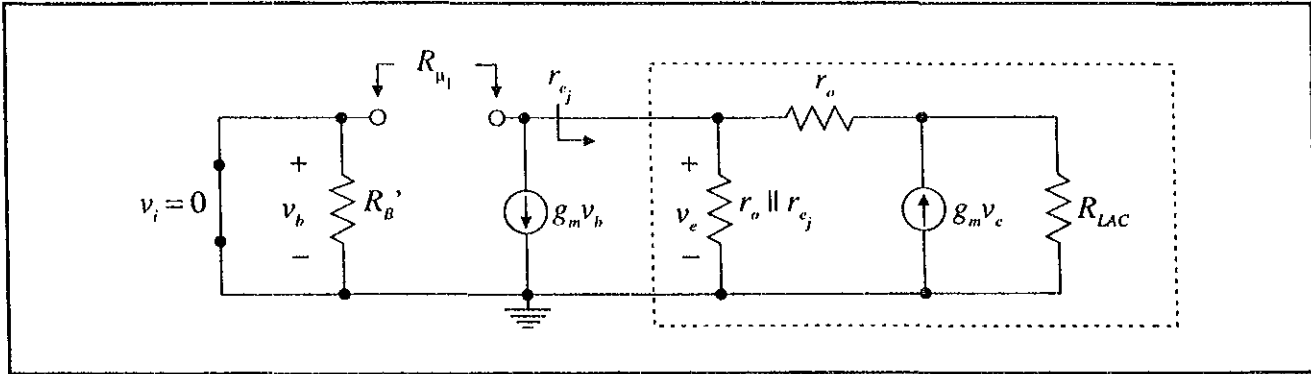 R_μ1
r_ej
r_o
v_i = 0
+
v_b
−
R_B'
g_m v_b
+
v_e
−
r_o || r_ej
g_m v_e
R_LAC